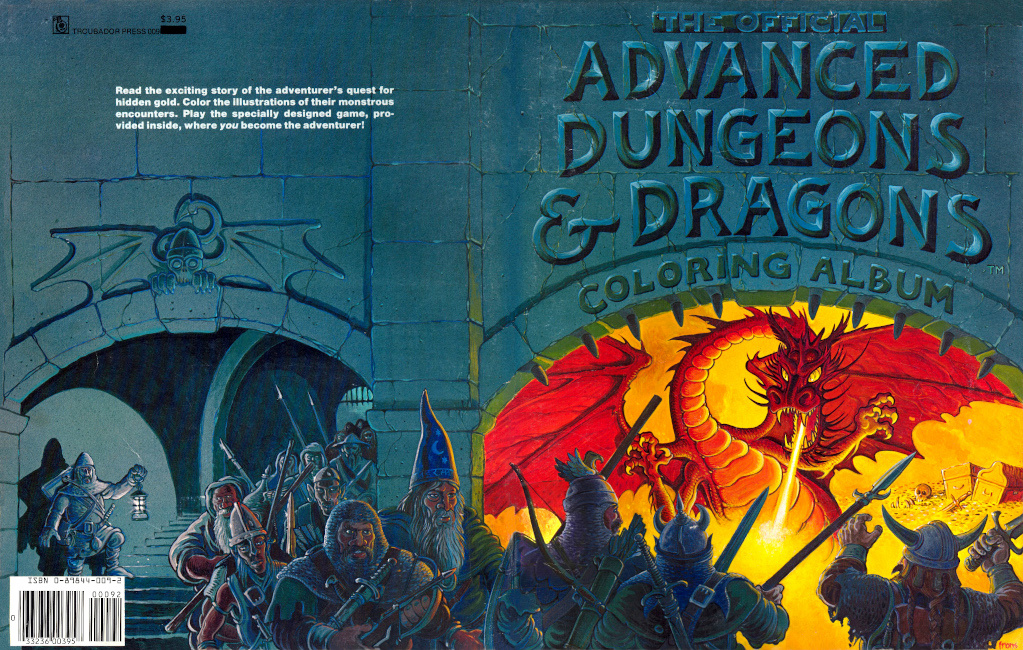 $3.95
TROUBADOR PRESS 009
Read the exciting story of the adventurer's quest for
hidden gold. Color the illustrations of their monstrous
encounters. Play the specially designed game, pro-
vided inside, where you become the adventurer!
ISBN 0-89844-009-2
00092
0
THE OFFICIAL
ADVANCED
DUNGEONS
& DRAGONS
TM
COLORING ALBUM